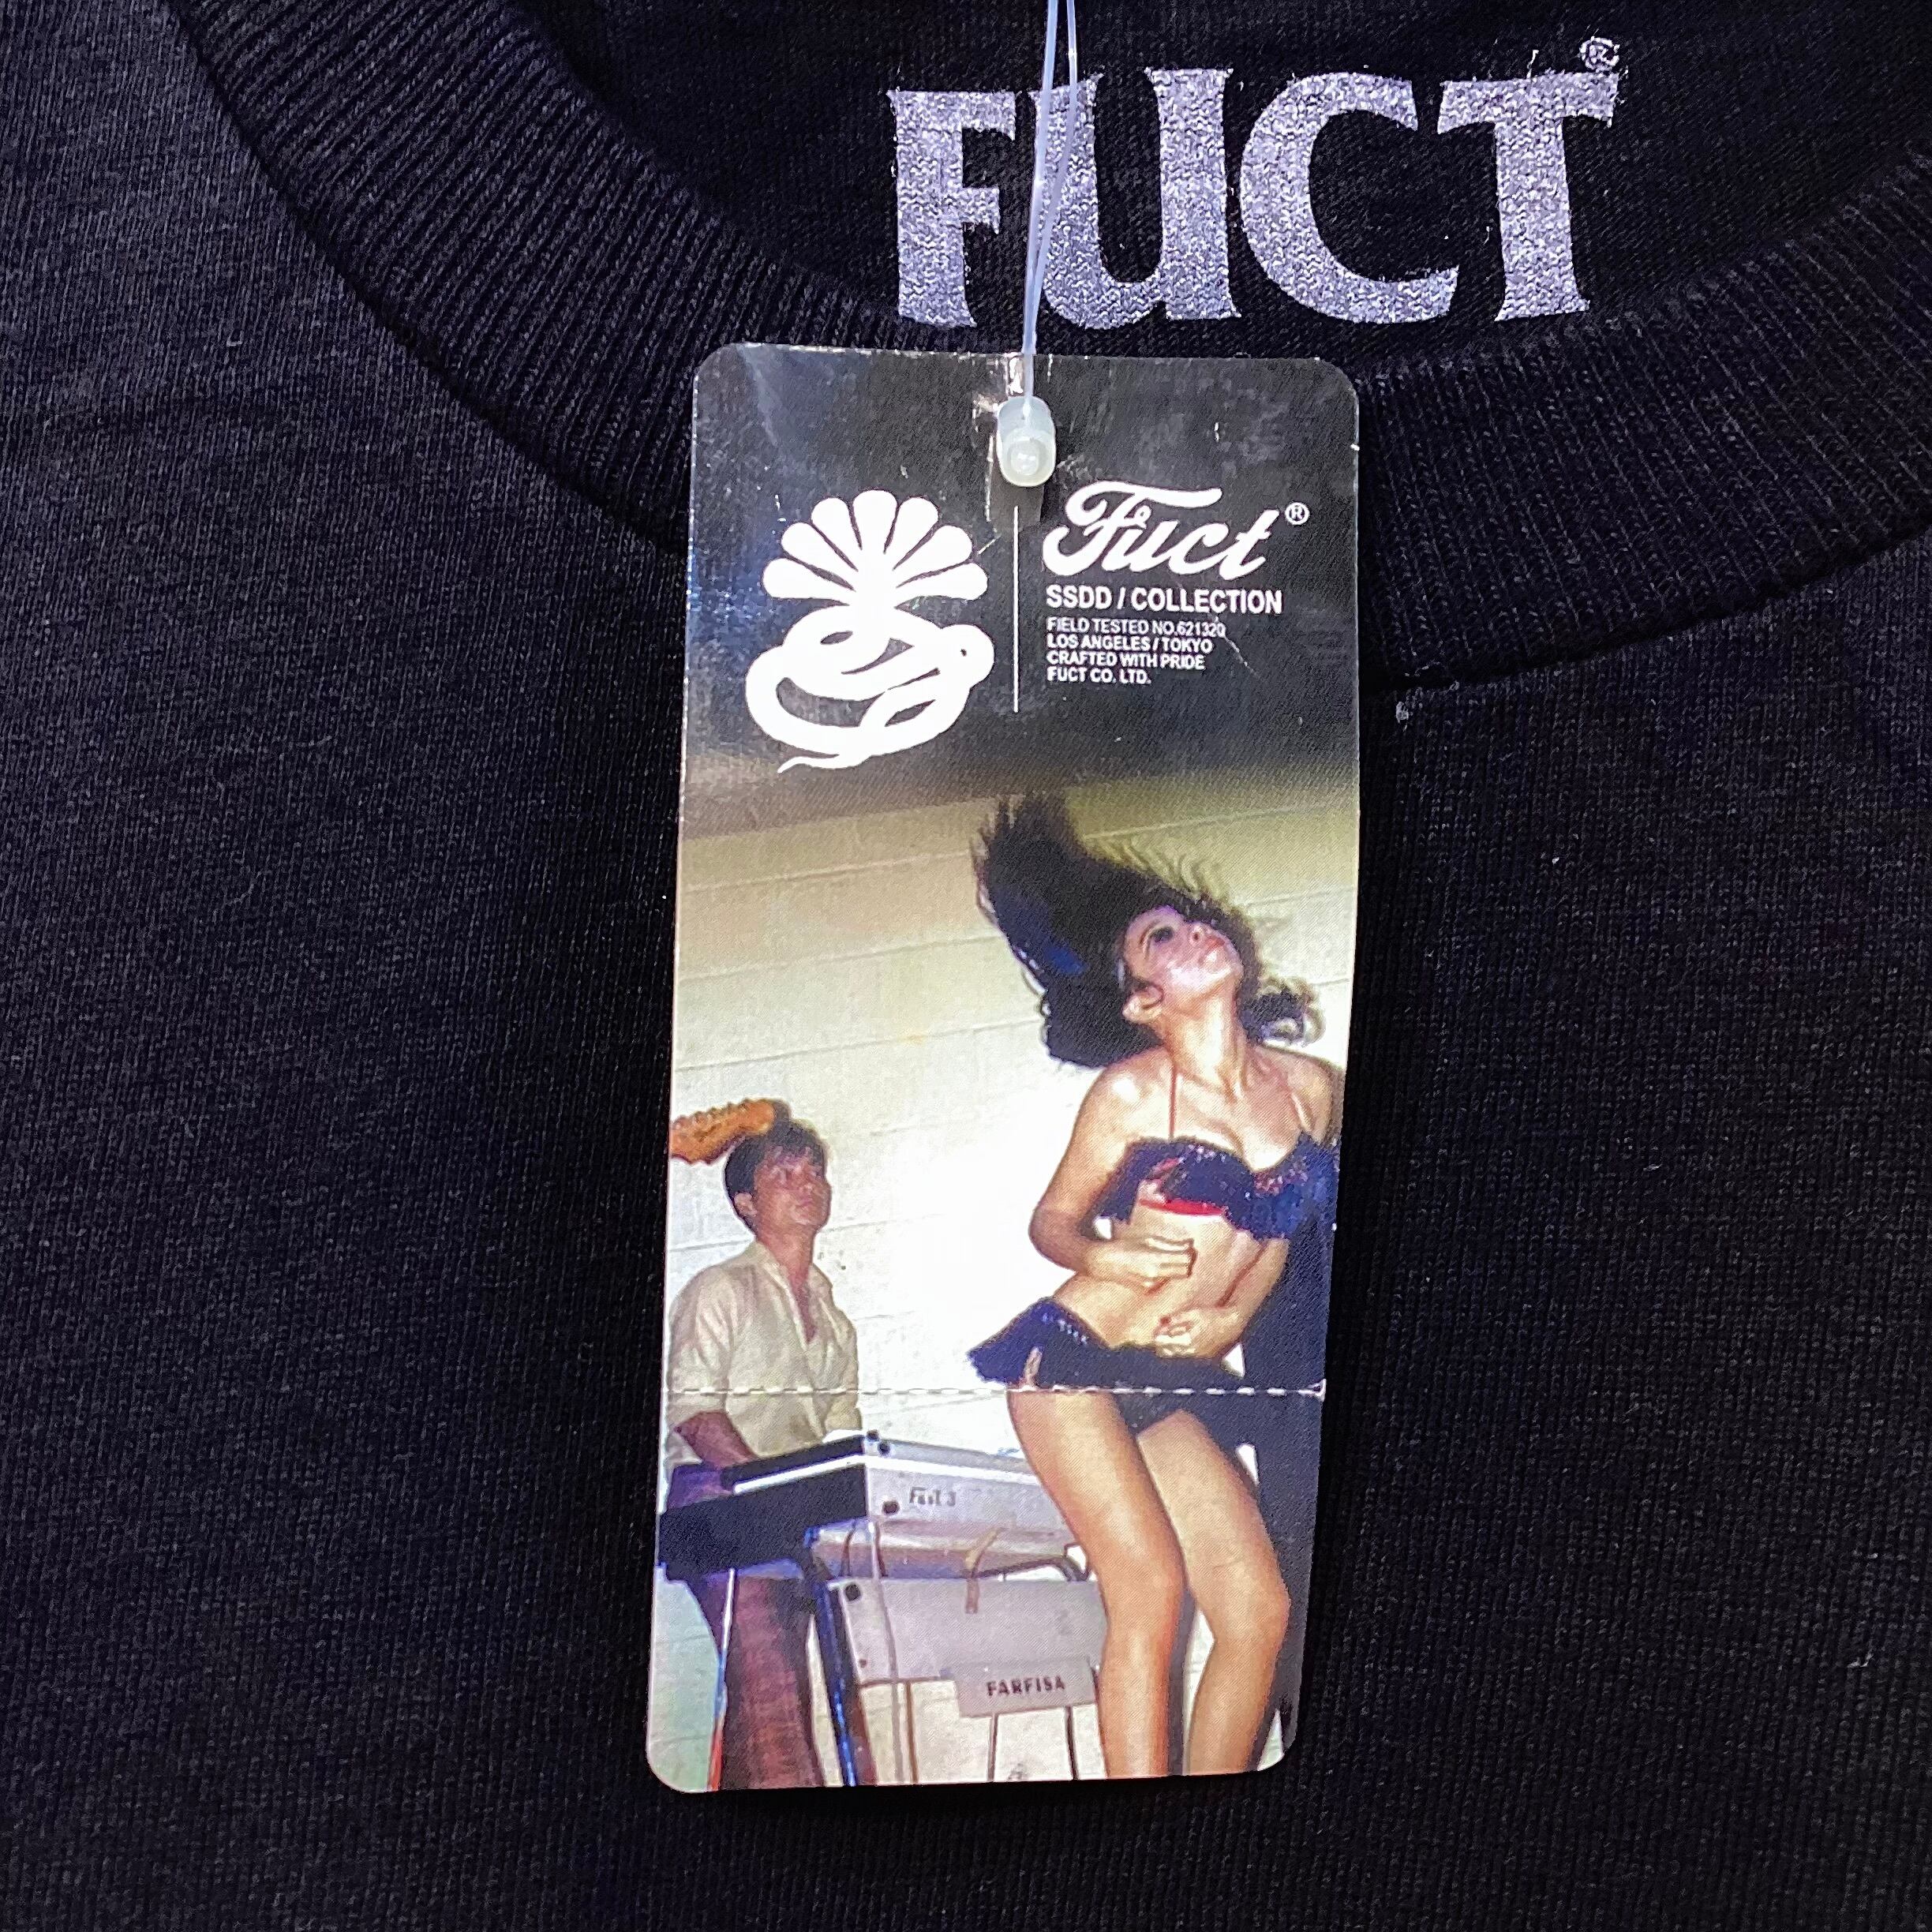 FUCT®
Fuct®
SSDD / COLLECTION
FIELD TESTED NO.621320
LOS ANGELES / TOKYO
CRAFTED WITH PRIDE
FUCT CO. LTD.
FARFISA